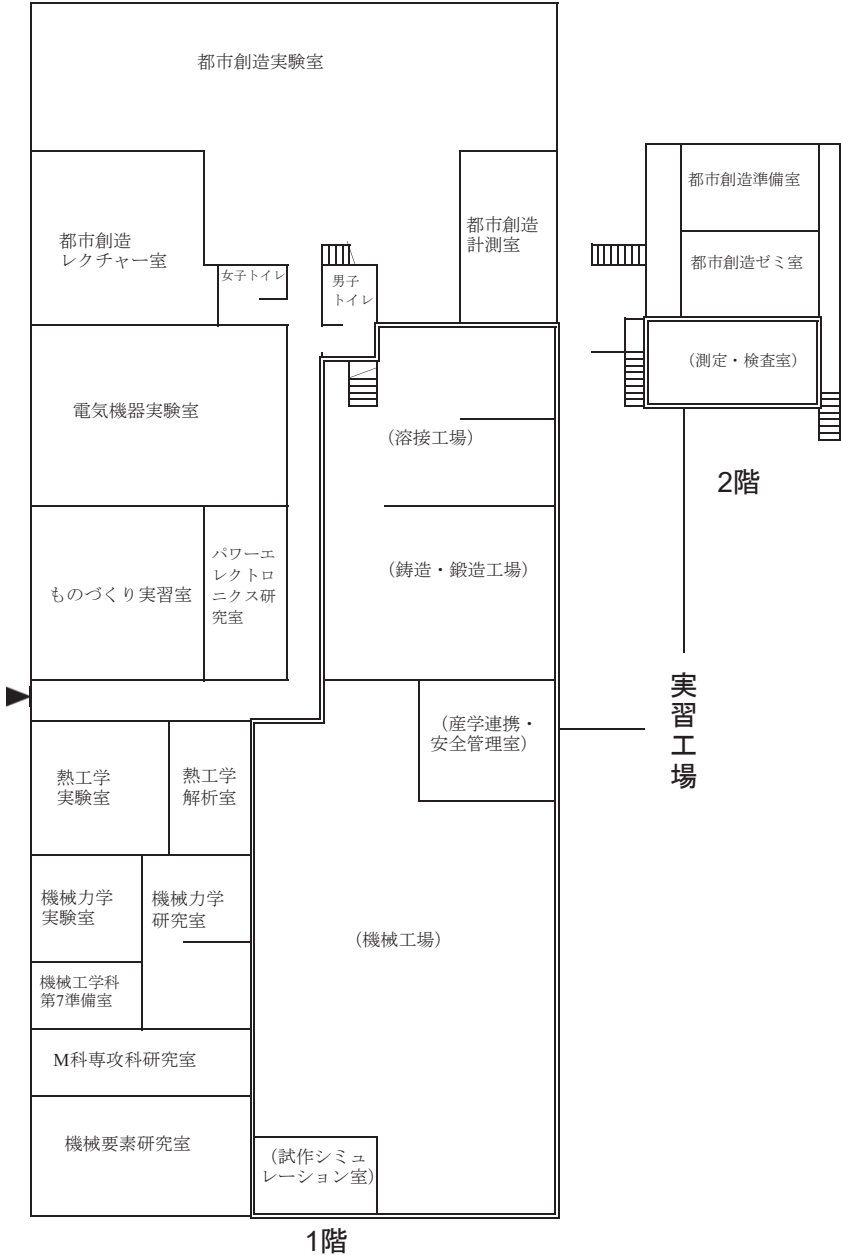 都市創造実験室
都市創造
レクチャー室
都市創造
計測室
女子トイレ
男子
トイレ
電気機器実験室
（溶接工場）
ものづくり実習室
パワーエ
レクトロ
ニクス研
究室
（鋳造・鍛造工場）
熱工学
実験室
熱工学
解析室
（産学連携・
安全管理室）
機械力学
実験室
機械力学
研究室
（機械工場）
機械工学科
第7準備室
M科専攻科研究室
機械要素研究室
（試作シミュ
レーション室）
1階
都市創造準備室
都市創造ゼミ室
（測定・検査室）
2階
実習工場